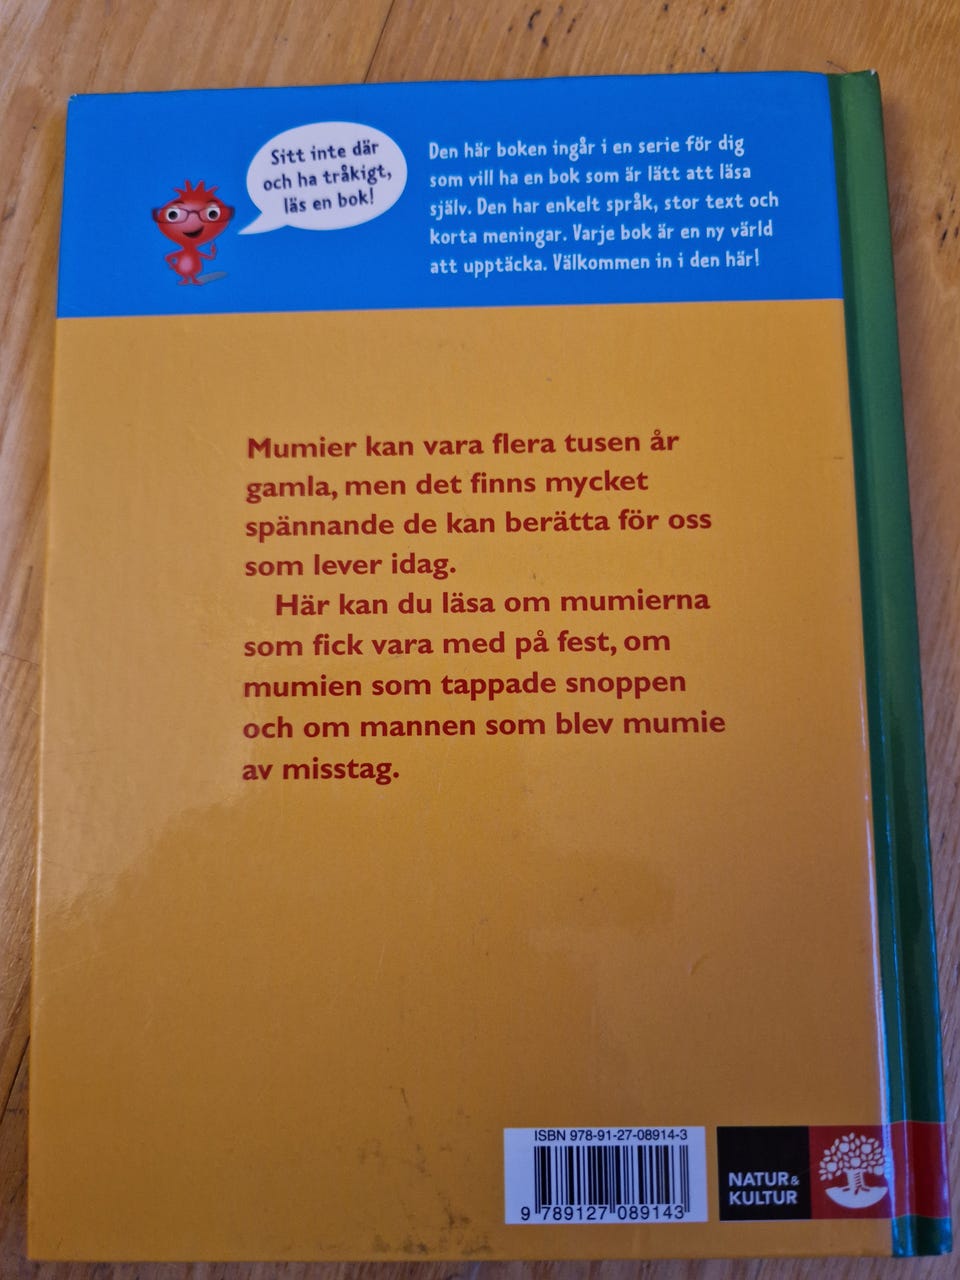 Sitt inte där
och ha tråkigt,
läs en bok!
Den här boken ingår i en serie för dig
som vill ha en bok som är lätt att läsa
själv. Den har enkelt språk, stor text och
korta meningar. Varje bok är en ny värld
att upptäcka. Välkommen in i den här!
Mumier kan vara flera tusen år
gamla, men det finns mycket
spännande de kan berätta för oss
som lever idag.
Här kan du läsa om mumierna
som fick vara med på fest, om
mumien som tappade snoppen
och om mannen som blev mumie
av misstag.
ISBN 978-91-27-08914-3
9 789127 089143
NATUR &
KULTUR